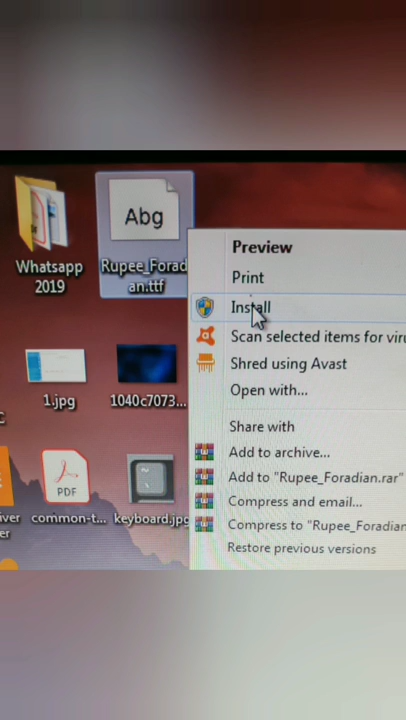 Abg
Whatsapp
2019
Rupee_Forad
an.ttf
Preview
Print
Install
Scan selected items for viru
Shred using Avast
Open with...
1.jpg
1040c7073...
Share with
Add to archive...
Add to "Rupee_Foradian.rar"
Compress and email...
Compress to "Rupee_Foradian
Restore previous versions
PDF
common-t...
keyboard.jpg
iver
er